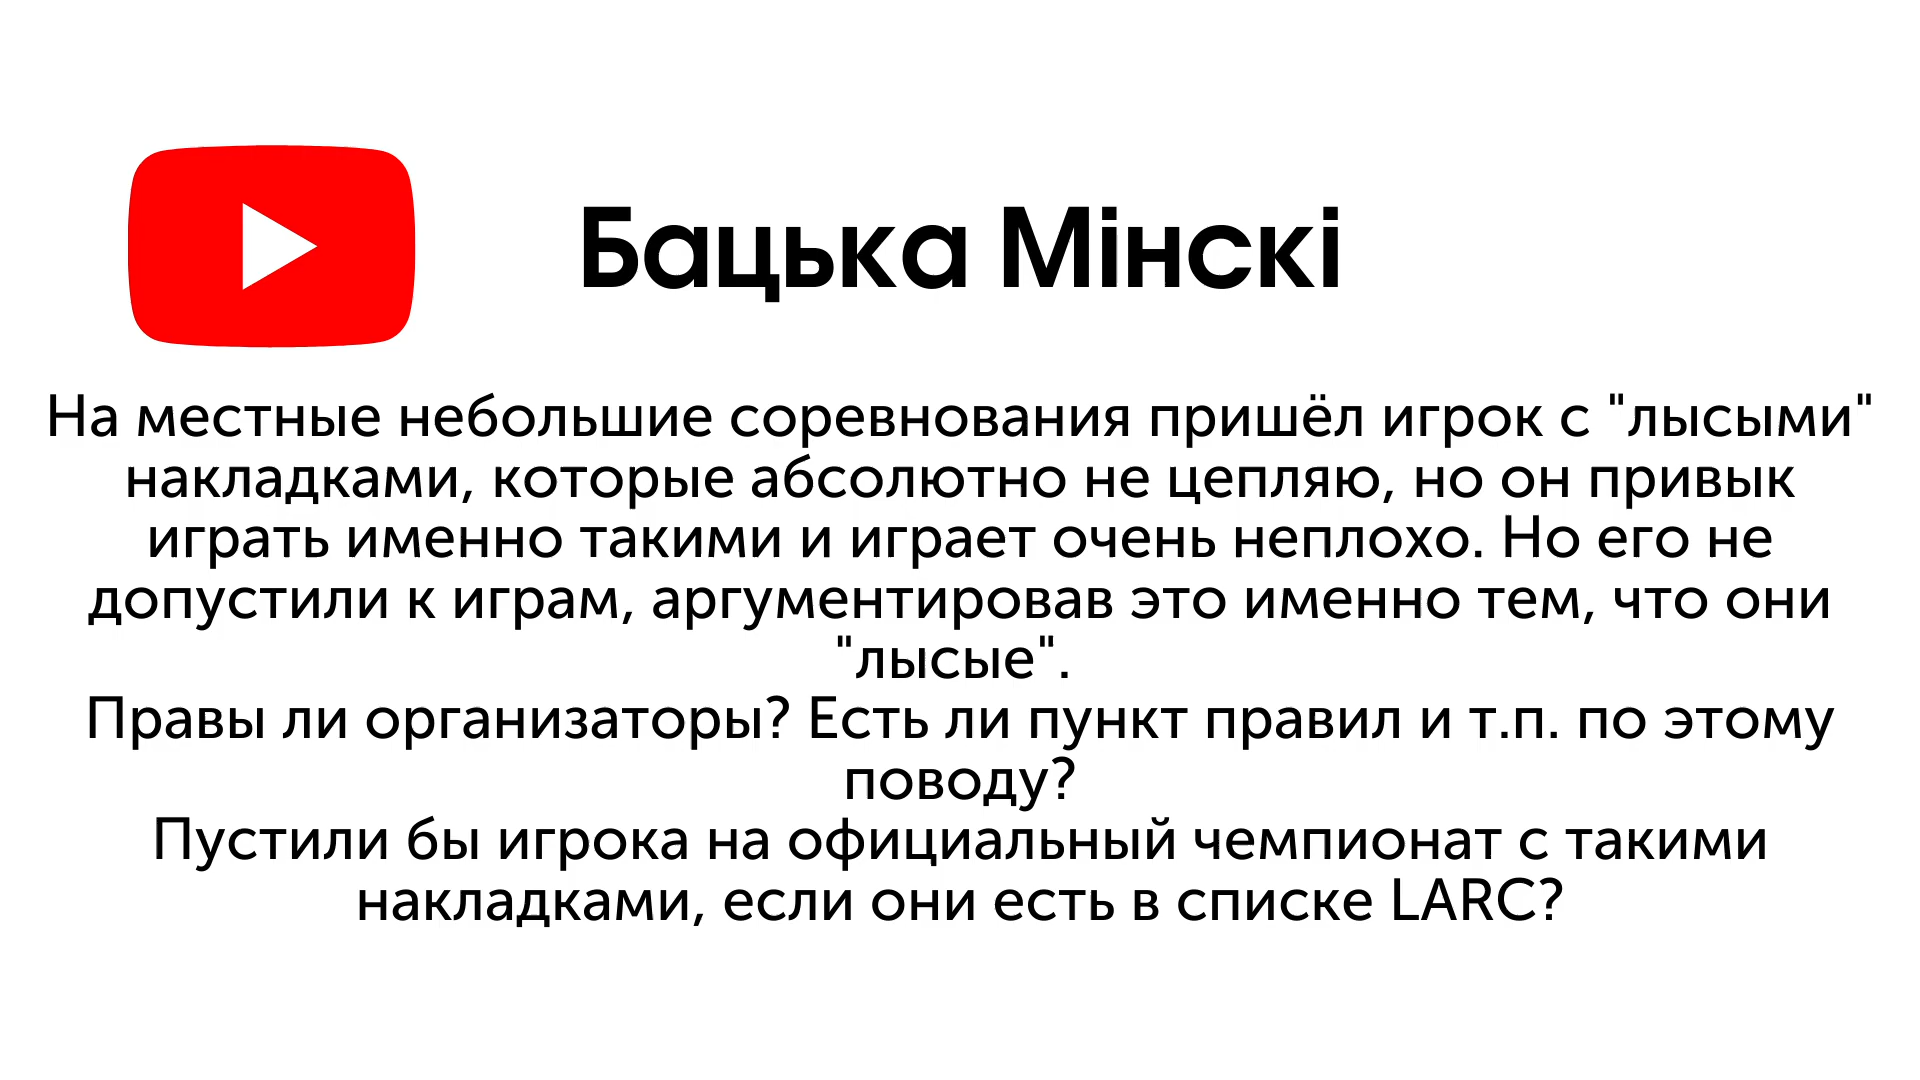 Бацька Мінскі
На местные небольшие соревнования пришёл игрок с "лысыми"
накладками, которые абсолютно не цепляю, но он привык
играть именно такими и играет очень неплохо. Но его не
допустили к играм, аргументировав это именно тем, что они
"лысые".
Правы ли организаторы? Есть ли пункт правил и т.п. по этому
поводу?
Пустили бы игрока на официальный чемпионат с такими
накладками, если они есть в списке LARC?